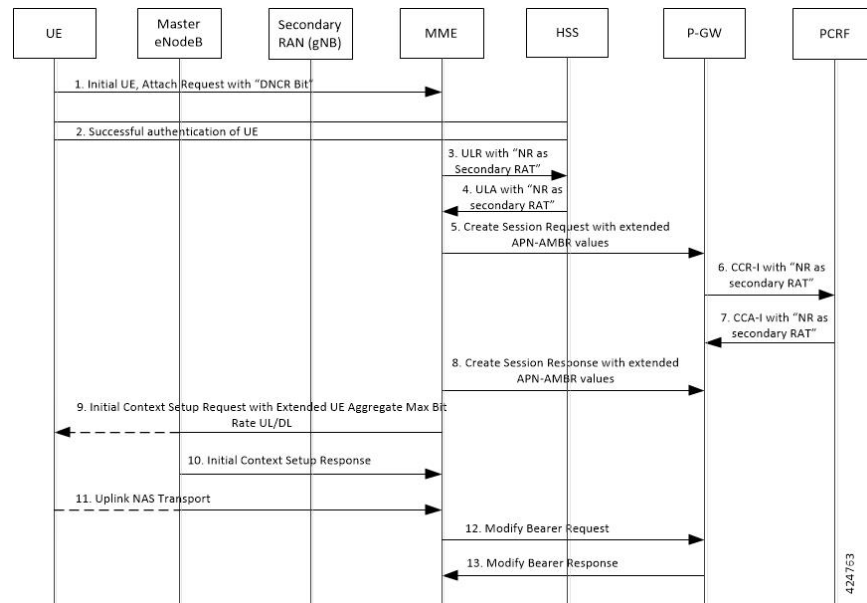 UE
Master
eNodeB
Secondary
RAN (gNB)
MME
HSS
P-GW
PCRF
1. Initial UE, Attach Request with “DNCR Bit”
2. Successful authentication of UE
3. ULR with “NR as
Secondary RAT”
4. ULA with “NR as
secondary RAT”
5. Create Session Request with extended
APN-AMBR values
6. CCR-I with “NR as
secondary RAT”
7. CCA-I with “NR as
secondary RAT”
8. Create Session Response with extended
APN-AMBR values
9. Initial Context Setup Request with Extended UE Aggregate Max Bit
Rate UL/DL
10. Initial Context Setup Response
11. Uplink NAS Transport
12. Modify Bearer Request
13. Modify Bearer Response
424763